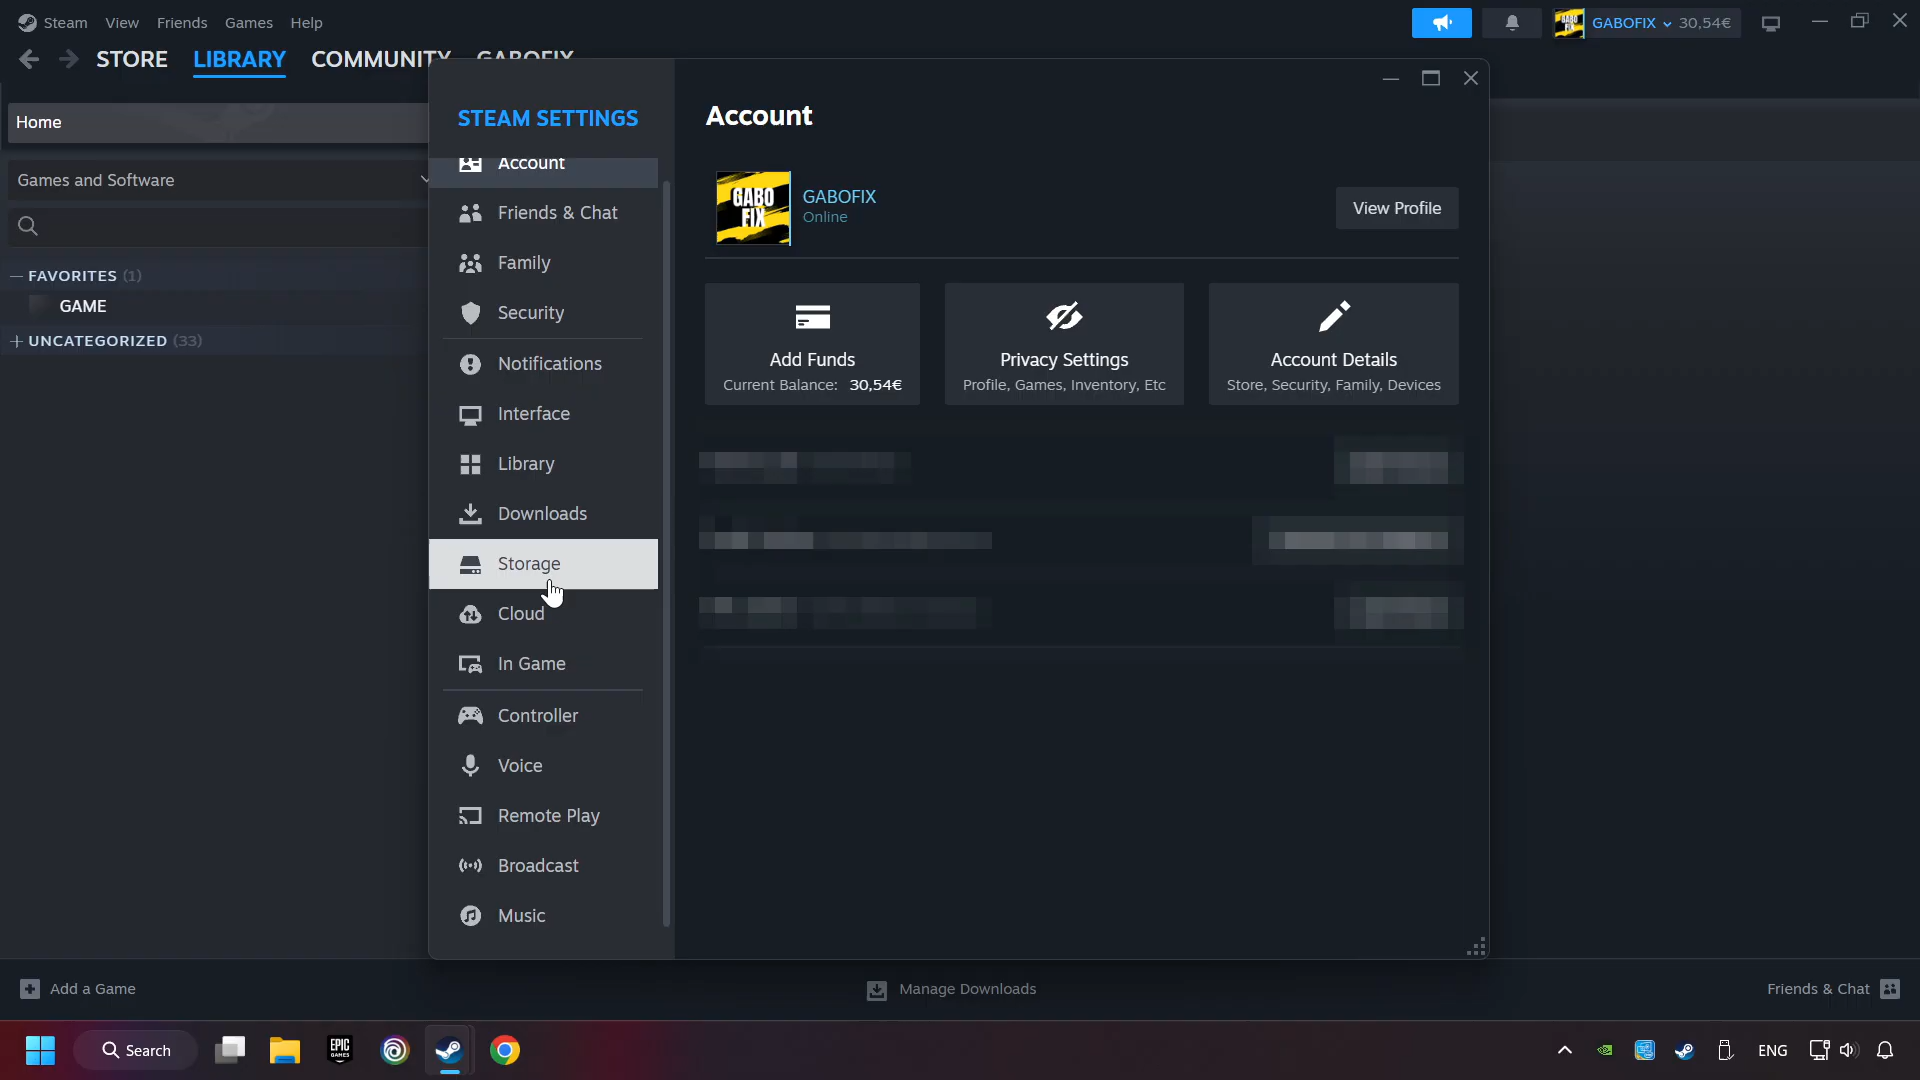 Steam View Friends Games Help
GABOFIX 30,54€
STORE LIBRARY COMMUNITY GABOFIX
Home
Games and Software
FAVORITES (1)
GAME
UNCATEGORIZED (33)
STEAM SETTINGS
Account
Friends & Chat
Family
Security
Notifications
Interface
Library
Downloads
Storage
Cloud
In Game
Controller
Voice
Remote Play
Broadcast
Music
Account
GABO
FIX
GABOFIX
Online
View Profile
Add Funds
Current Balance: 30,54€
Privacy Settings
Profile, Games, Inventory, Etc
Account Details
Store, Security, Family, Devices
Add a Game
Manage Downloads
Friends & Chat
Search
EPIC
GAMES
ENG